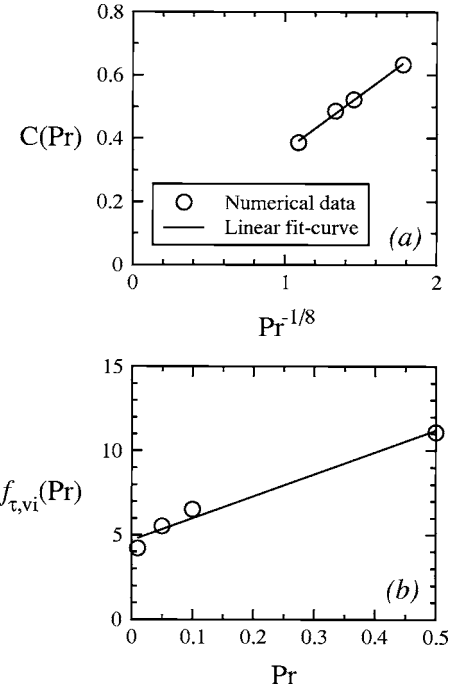 0.8
0.6
C(Pr) 0.4
0.2
0
Numerical data
Linear fit-curve
(a)
0 1 2
Pr^-1/8
15
10
f_τ,vi(Pr)
5
0
(b)
0 0.1 0.2 0.3 0.4 0.5
Pr